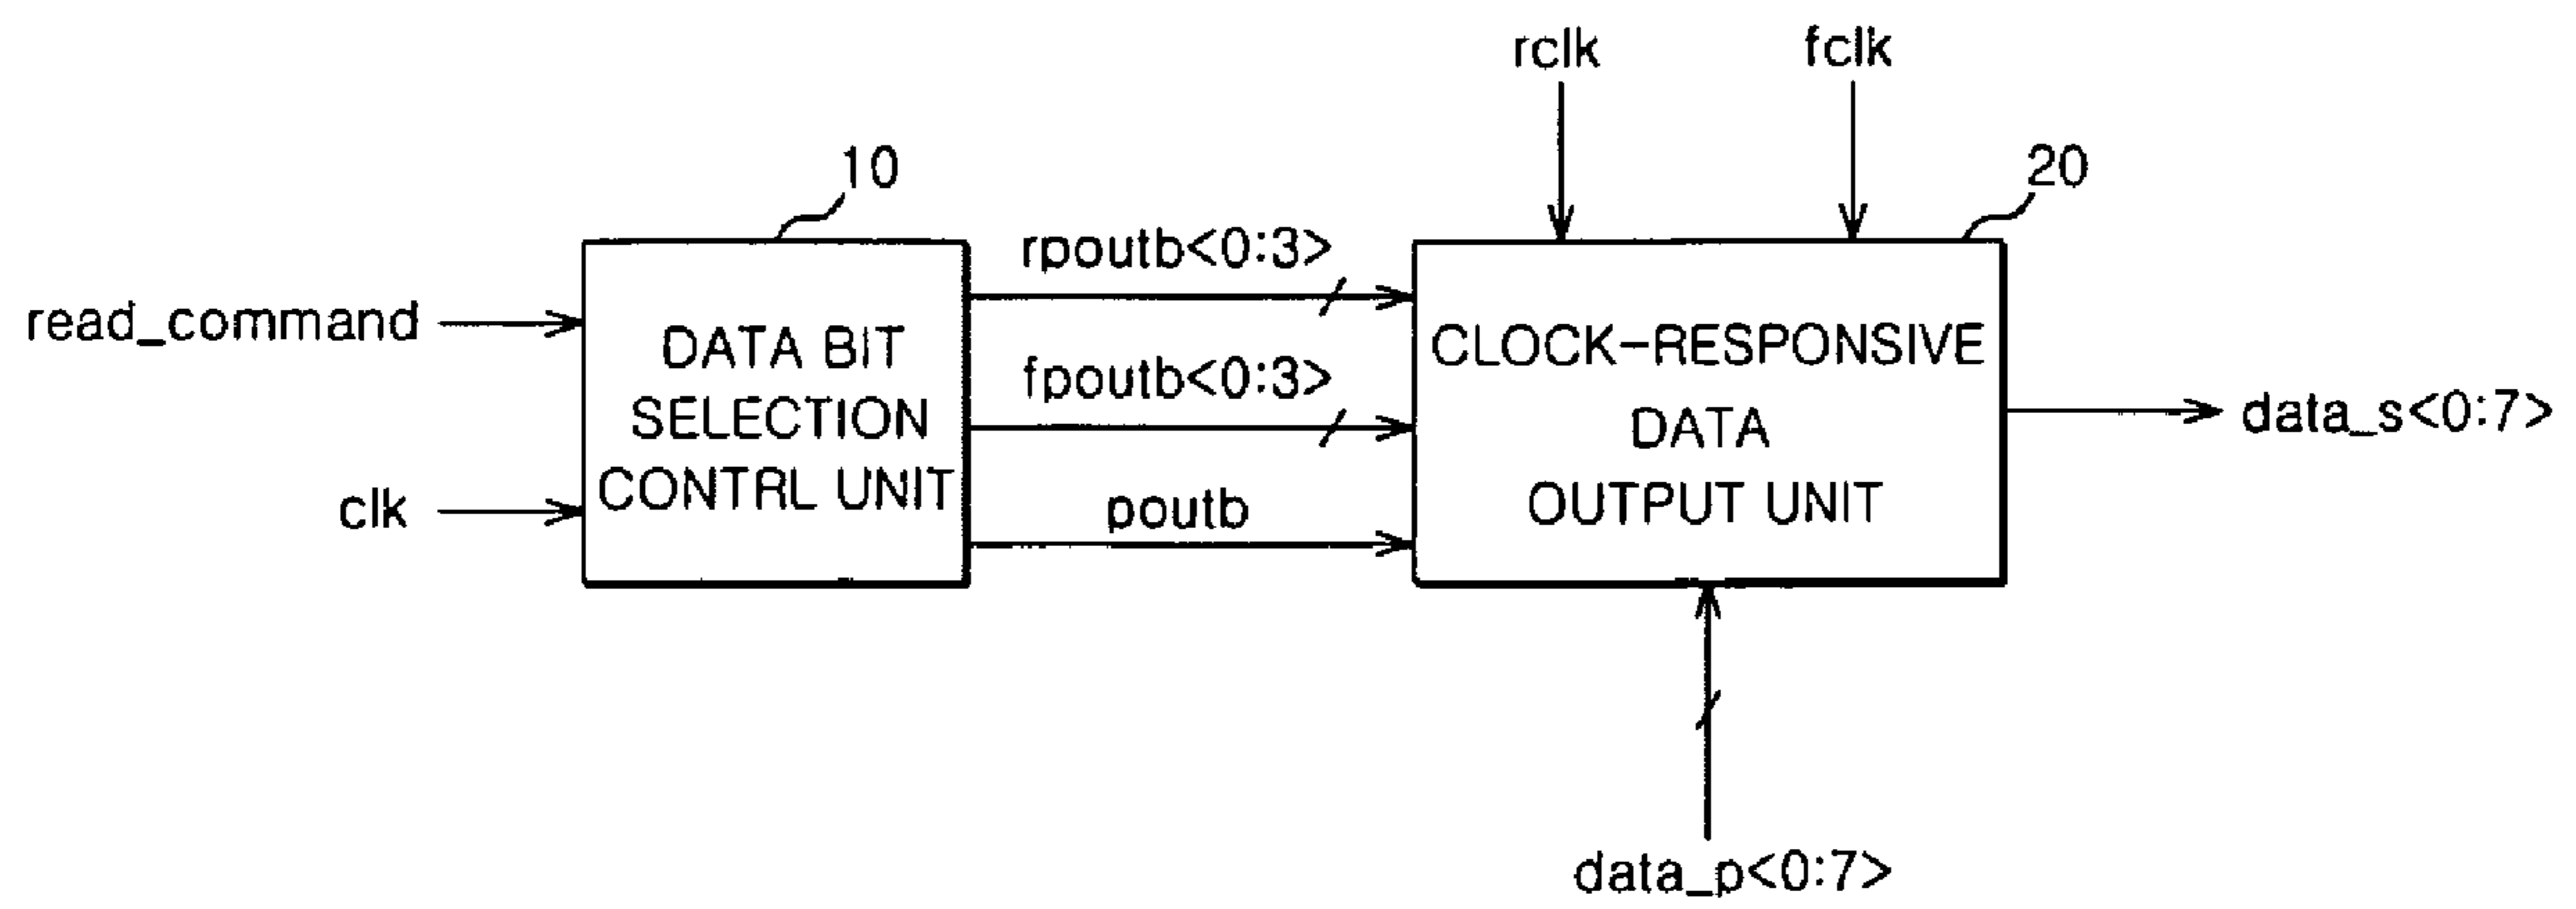 rclk
fclk
10
20
read_command
clk
DATA BIT
SELECTION
CONTRL UNIT
rpoutb<0:3>
fpoutb<0:3>
poutb
CLOCK-RESPONSIVE
DATA
OUTPUT UNIT
data_s<0:7>
data_p<0:7>